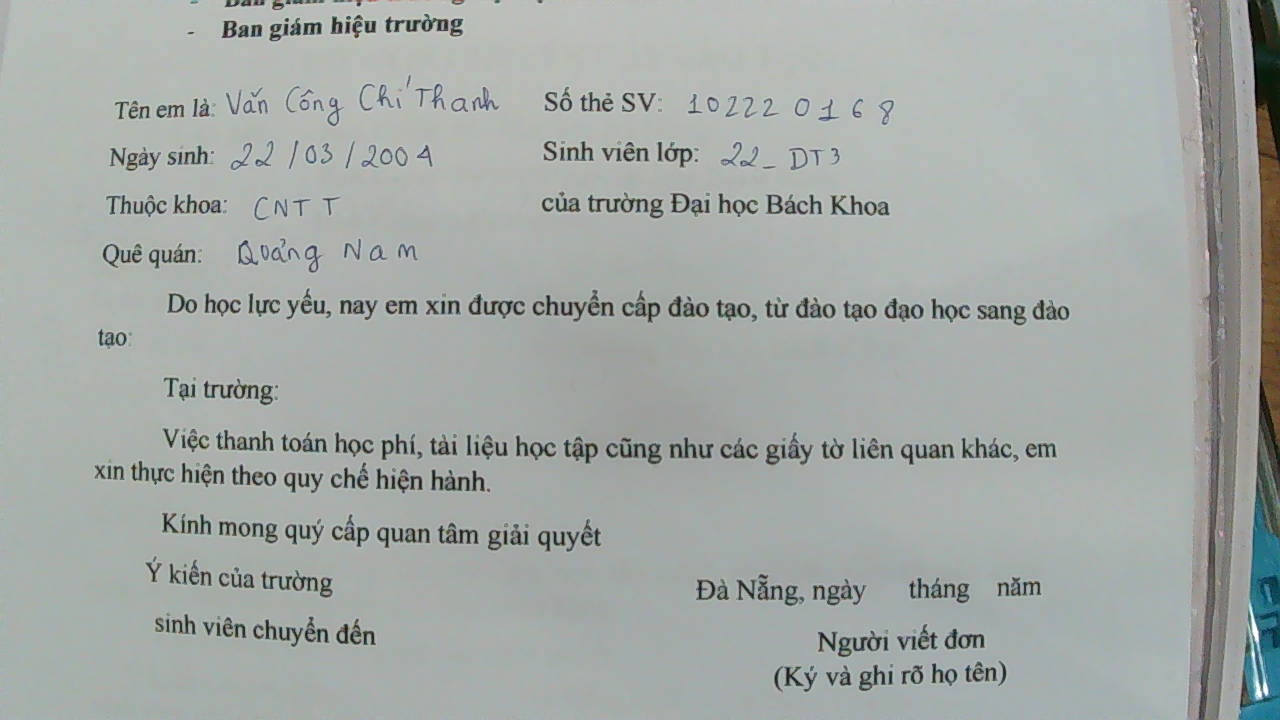 - Ban giám hiệu trường
Tên em là: Văn Công Chí Thanh Số thẻ SV: 102220168
Ngày sinh: 22/03/2004 Sinh viên lớp: 22_DT3
Thuộc khoa: CNTT của trường Đại học Bách Khoa
Quê quán: Quảng Nam
Do học lực yếu, nay em xin được chuyển cấp đào tạo, từ đào tạo đạo học sang đào
tạo:
Tại trường:
Việc thanh toán học phí, tài liệu học tập cũng như các giấy tờ liên quan khác, em
xin thực hiện theo quy chế hiện hành.
Kính mong quý cấp quan tâm giải quyết
Ý kiến của trường
sinh viên chuyển đến
Đà Nẵng, ngày tháng năm
Người viết đơn
(Ký và ghi rõ họ tên)